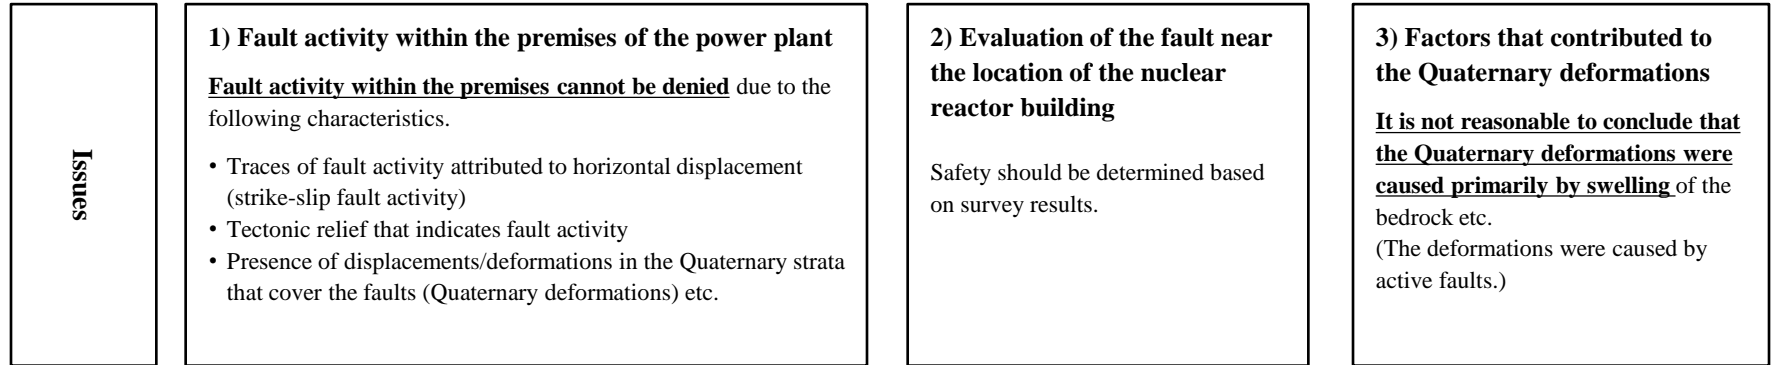 Issues
1) Fault activity within the premises of the power plant
Fault activity within the premises cannot be denied due to the
following characteristics.
• Traces of fault activity attributed to horizontal displacement
(strike-slip fault activity)
• Tectonic relief that indicates fault activity
• Presence of displacements/deformations in the Quaternary strata
that cover the faults (Quaternary deformations) etc.
2) Evaluation of the fault near
the location of the nuclear
reactor building
Safety should be determined based
on survey results.
3) Factors that contributed to
the Quaternary deformations
It is not reasonable to conclude that
the Quaternary deformations were
caused primarily by swelling of the
bedrock etc.
(The deformations were caused by
active faults.)